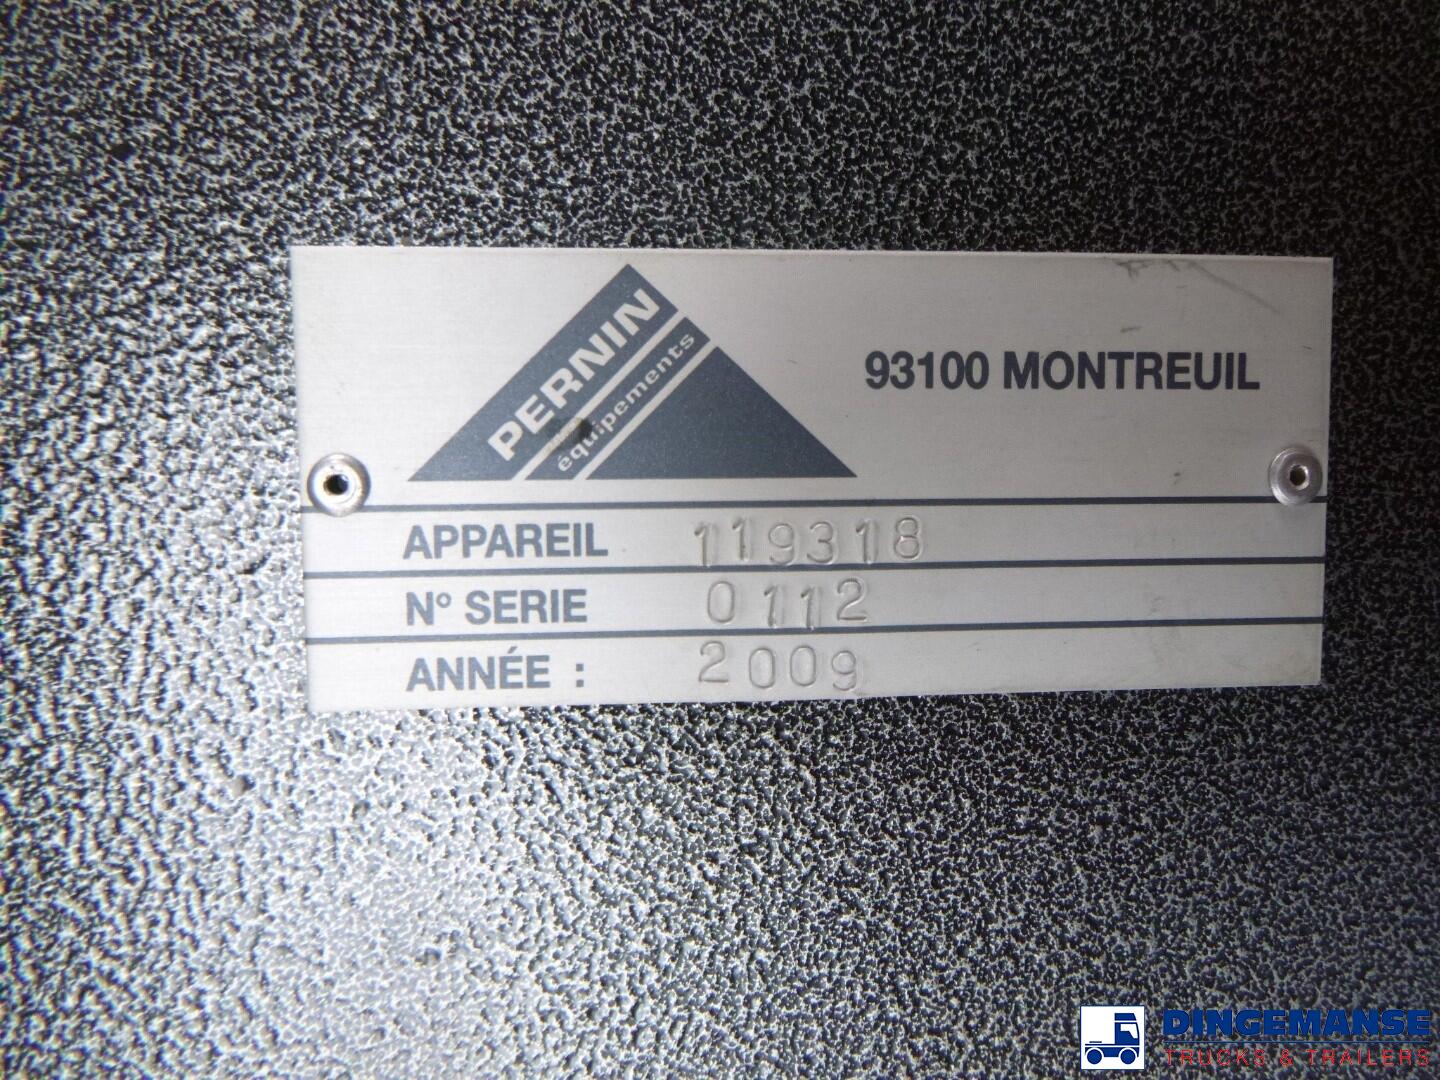 PERNIN
équipements
93100 MONTREUIL
APPAREIL 119318
N° SERIE 0112
ANNÉE : 2009
DINGEMANSE
TRUCKS & TRAILERS